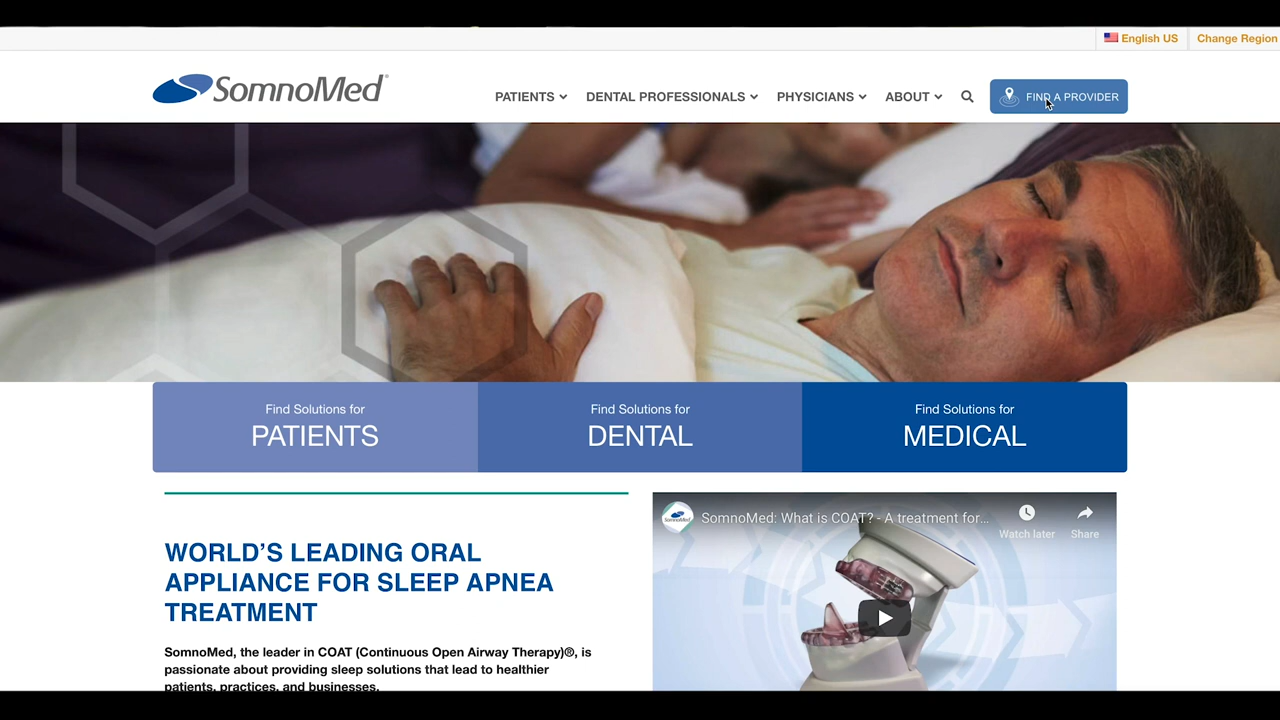 English US
Change Region
SomnoMed®
PATIENTS
DENTAL PROFESSIONALS
PHYSICIANS
ABOUT
FIND A PROVIDER
Find Solutions for
PATIENTS
Find Solutions for
DENTAL
Find Solutions for
MEDICAL
WORLD’S LEADING ORAL
APPLIANCE FOR SLEEP APNEA
TREATMENT
SomnoMed, the leader in COAT (Continuous Open Airway Therapy)®, is
passionate about providing sleep solutions that lead to healthier
patients, practices, and businesses.
SomnoMed
SomnoMed: What is COAT? - A treatment for…
Watch later
Share